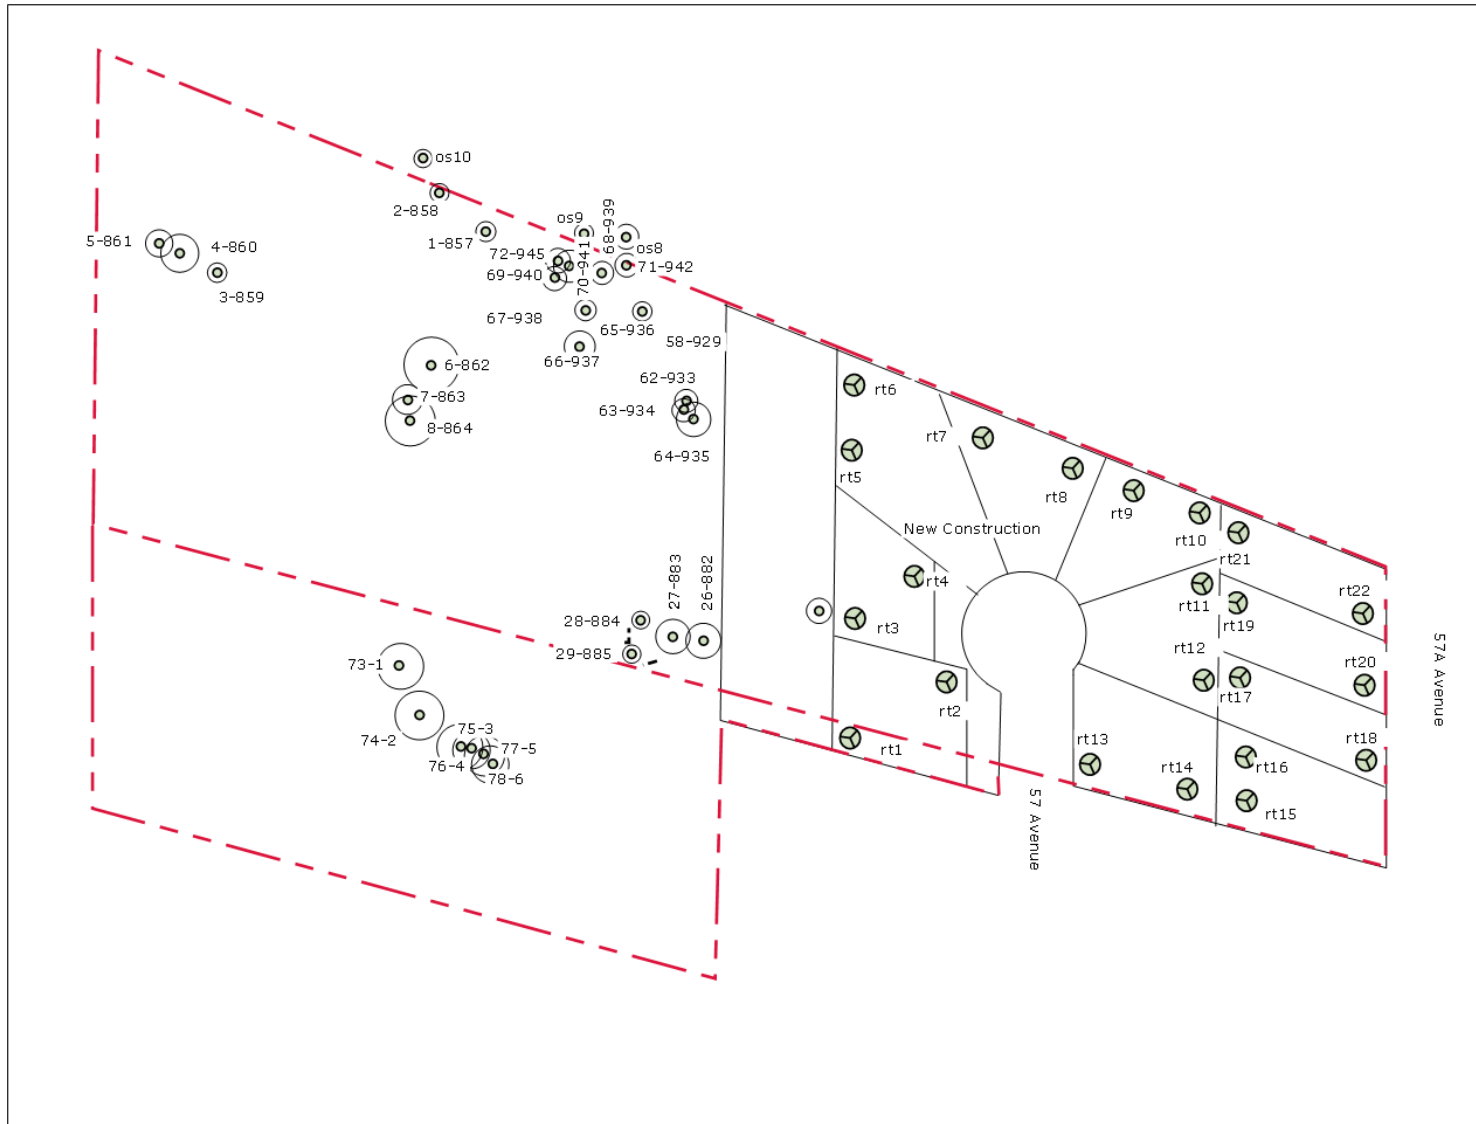 os10
2-858
1-857
os9
68-939
os8
5-861
4-860
3-859
72-945
69-940
70-941
71-942
67-938
65-936
66-937
58-929
6-862
7-863
8-864
62-933
63-934
64-935
rt6
rt7
rt5
rt8
rt9
rt10
New Construction
rt21
rt4
rt11
rt19
rt22
27-883
26-882
28-884
29-885
rt3
rt12
rt17
rt20
57A Avenue
73-1
74-2
75-3
76-4
77-5
78-6
rt2
rt1
rt13
rt14
rt16
rt15
rt18
57 Avenue